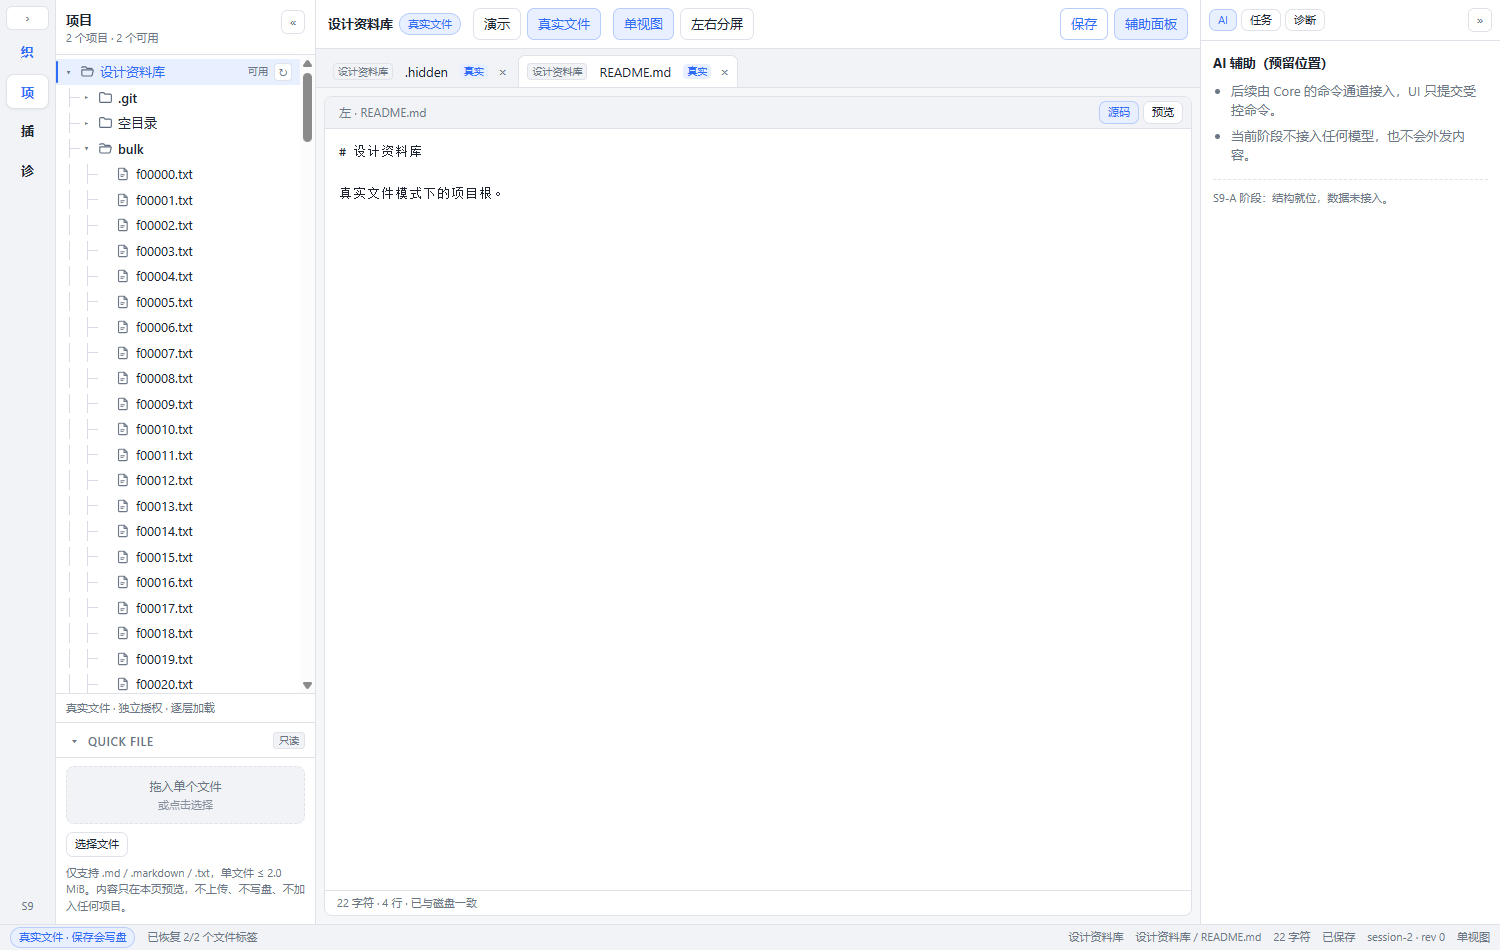 ›
织
项
插
诊
S9
项目
2 个项目 · 2 个可用
«
设计资料库 可用 ↻
.git
空目录
bulk
f00000.txt
f00001.txt
f00002.txt
f00003.txt
f00004.txt
f00005.txt
f00006.txt
f00007.txt
f00008.txt
f00009.txt
f00010.txt
f00011.txt
f00012.txt
f00013.txt
f00014.txt
f00015.txt
f00016.txt
f00017.txt
f00018.txt
f00019.txt
f00020.txt
真实文件 · 独立授权 · 逐层加载
QUICK FILE 只读
拖入单个文件
或点击选择
选择文件
仅支持 .md / .markdown / .txt，单文件 ≤ 2.0
MiB。内容只在本页预览，不上传、不写盘、不加
入任何项目。
设计资料库 真实文件 演示 真实文件 单视图 左右分屏 保存 辅助面板
设计资料库 .hidden 真实 × 设计资料库 README.md 真实 ×
左 · README.md 源码 预览
# 设计资料库
真实文件模式下的项目根。
22 字符 · 4 行 · 已与磁盘一致
AI 任务 诊断 »
AI 辅助（预留位置）
后续由 Core 的命令通道接入，UI 只提交受
控命令。
当前阶段不接入任何模型，也不会外发内
容。
S9-A 阶段：结构就位，数据未接入。
真实文件 · 保存会写盘 已恢复 2/2 个文件标签 设计资料库 设计资料库 / README.md 22 字符 已保存 session-2 · rev 0 单视图